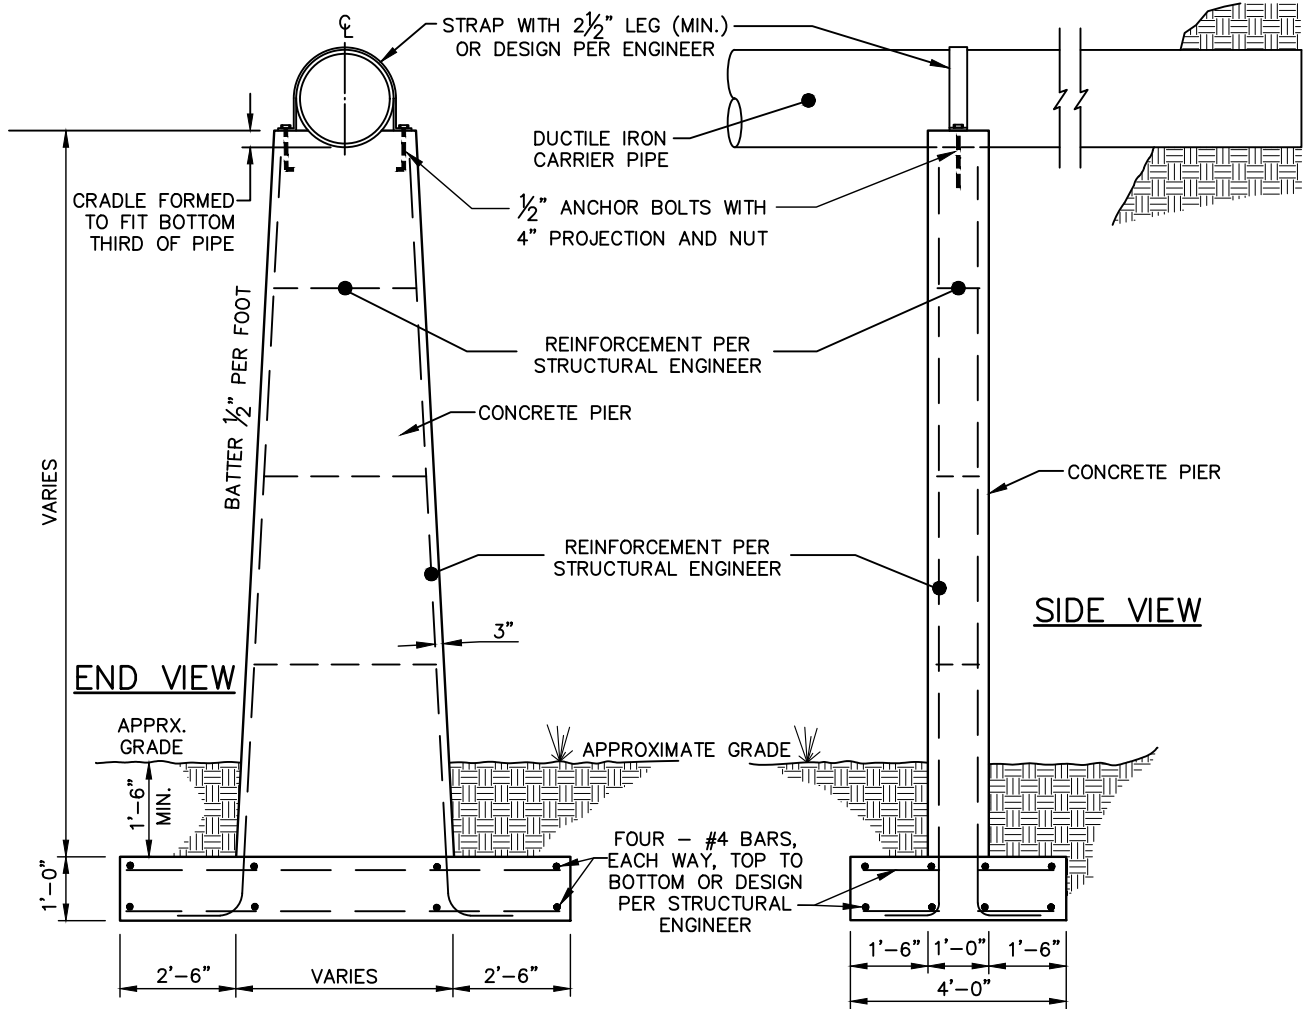 ℄
STRAP WITH 2½" LEG (MIN.)
OR DESIGN PER ENGINEER
DUCTILE IRON
CARRIER PIPE
CRADLE FORMED
TO FIT BOTTOM
THIRD OF PIPE
½" ANCHOR BOLTS WITH
4" PROJECTION AND NUT
BATTER ½" PER FOOT
REINFORCEMENT PER
STRUCTURAL ENGINEER
CONCRETE PIER
VARIES
CONCRETE PIER
REINFORCEMENT PER
STRUCTURAL ENGINEER
SIDE VIEW
3"
END VIEW
APPRX.
GRADE
APPROXIMATE GRADE
1'-6"
MIN.
FOUR - #4 BARS,
EACH WAY, TOP TO
BOTTOM OR DESIGN
PER STRUCTURAL
ENGINEER
1'-0"
2'-6"
VARIES
2'-6"
1'-6"
1'-0"
1'-6"
4'-0"